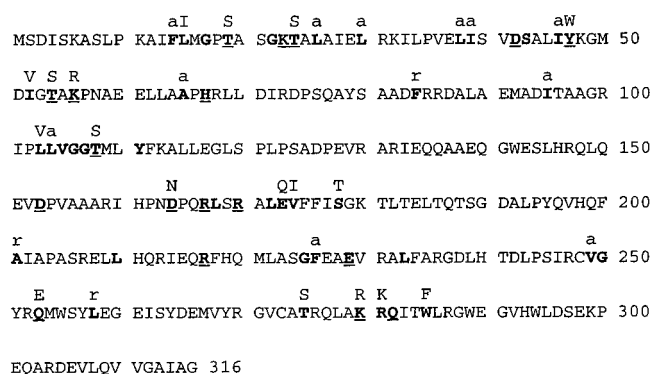 aI S S a a aa aW
MSDISKASLP KAIFLMGPTA SGKTALAIEL RKILPVELIS VDSALIYKGM 50
V S R a r a
DIGTAKPNAE ELLAAPHRLL DIRDPSQAYS AADFRRDALA EMADITAAGR 100
Va S
IPLLVGGTML YFKALLEGLS PLPSADPEVR ARIEQQAAEQ GWESLHRQLQ 150
N QI T
EVDPVAAARI HPNDPQRLSR ALEVFFISGK TLTELTQTSG DALPYQVHQF 200
r a a
AIAPASRELL HQRIEQRFHQ MLASGFEAEV RALFARGDLH TDLPSIRCVG 250
E r S R K F
YRQMWSYLEG EISYDEMVYR GVCATRQLAK RQITWLRGWE GVHWLDSEKP 300
EQARDEVLQV VGAIAG 316